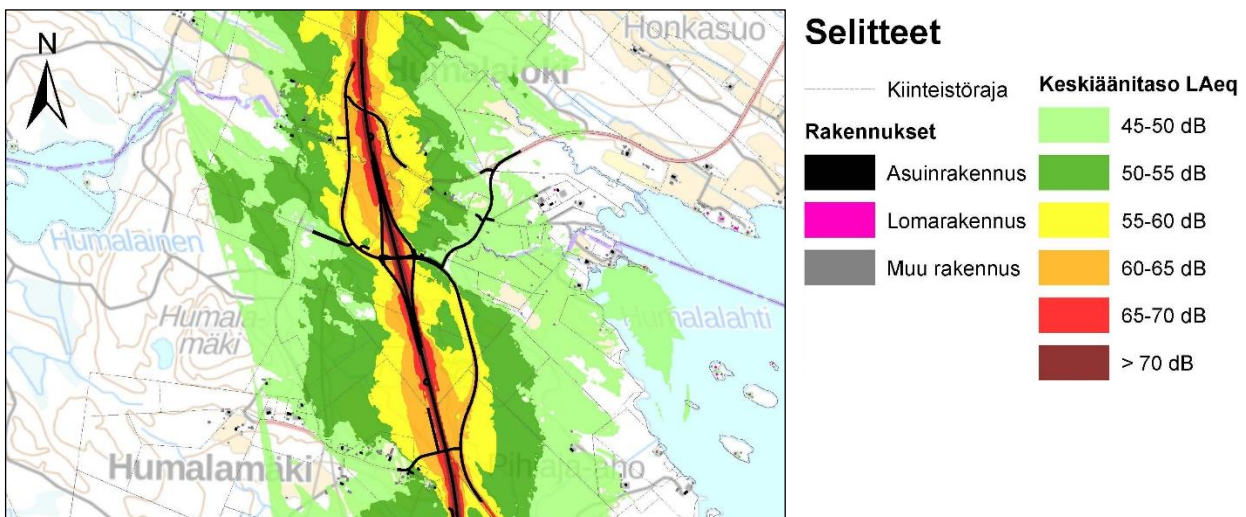 N
Honkasuo
Humalajoki
Humaläinen
Humala-
mäki
Humalalahti
Humalamäki
Pihlaja-aho
Selitteet
Kiinteistöraja
Rakennukset
Asuinrakennus
Lomarakennus
Muu rakennus
Keskiäänitaso LAeq
45-50 dB
50-55 dB
55-60 dB
60-65 dB
65-70 dB
> 70 dB